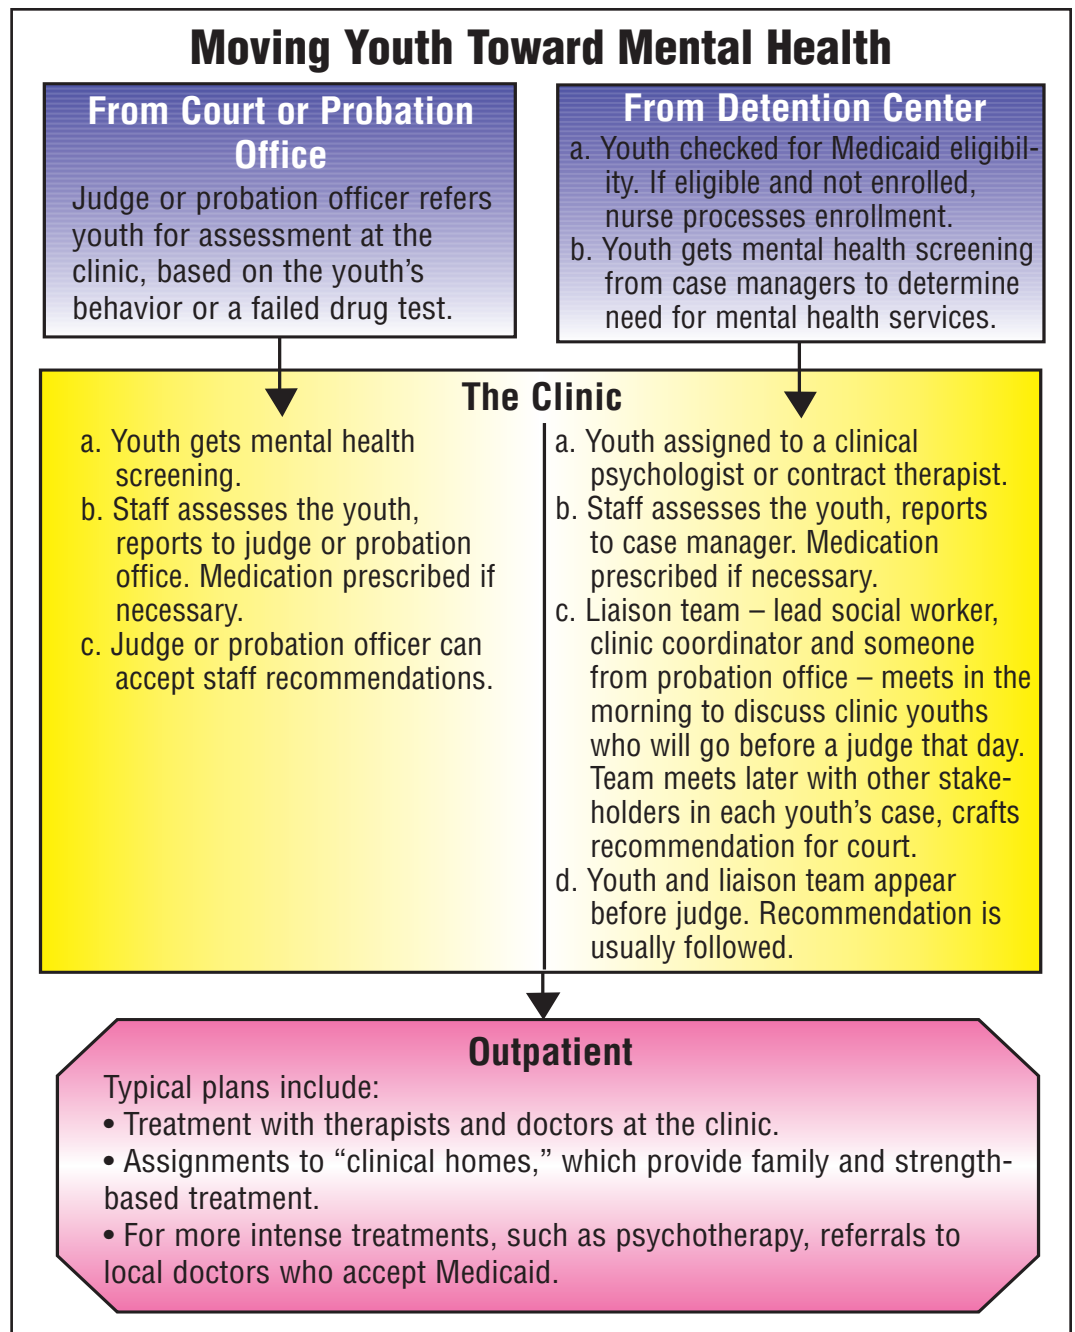 Moving Youth Toward Mental Health
From Court or Probation
Office
Judge or probation officer refers
youth for assessment at the
clinic, based on the youth’s
behavior or a failed drug test.
From Detention Center
a. Youth checked for Medicaid eligibil-
ity. If eligible and not enrolled,
nurse processes enrollment.
b. Youth gets mental health screening
from case managers to determine
need for mental health services.
The Clinic
a. Youth gets mental health
screening.
b. Staff assesses the youth,
reports to judge or probation
office. Medication prescribed if
necessary.
c. Judge or probation officer can
accept staff recommendations.
a. Youth assigned to a clinical
psychologist or contract therapist.
b. Staff assesses the youth, reports
to case manager. Medication
prescribed if necessary.
c. Liaison team – lead social worker,
clinic coordinator and someone
from probation office – meets in the
morning to discuss clinic youths
who will go before a judge that day.
Team meets later with other stake-
holders in each youth’s case, crafts
recommendation for court.
d. Youth and liaison team appear
before judge. Recommendation is
usually followed.
Outpatient
Typical plans include:
• Treatment with therapists and doctors at the clinic.
• Assignments to “clinical homes,” which provide family and strength-
based treatment.
• For more intense treatments, such as psychotherapy, referrals to
local doctors who accept Medicaid.